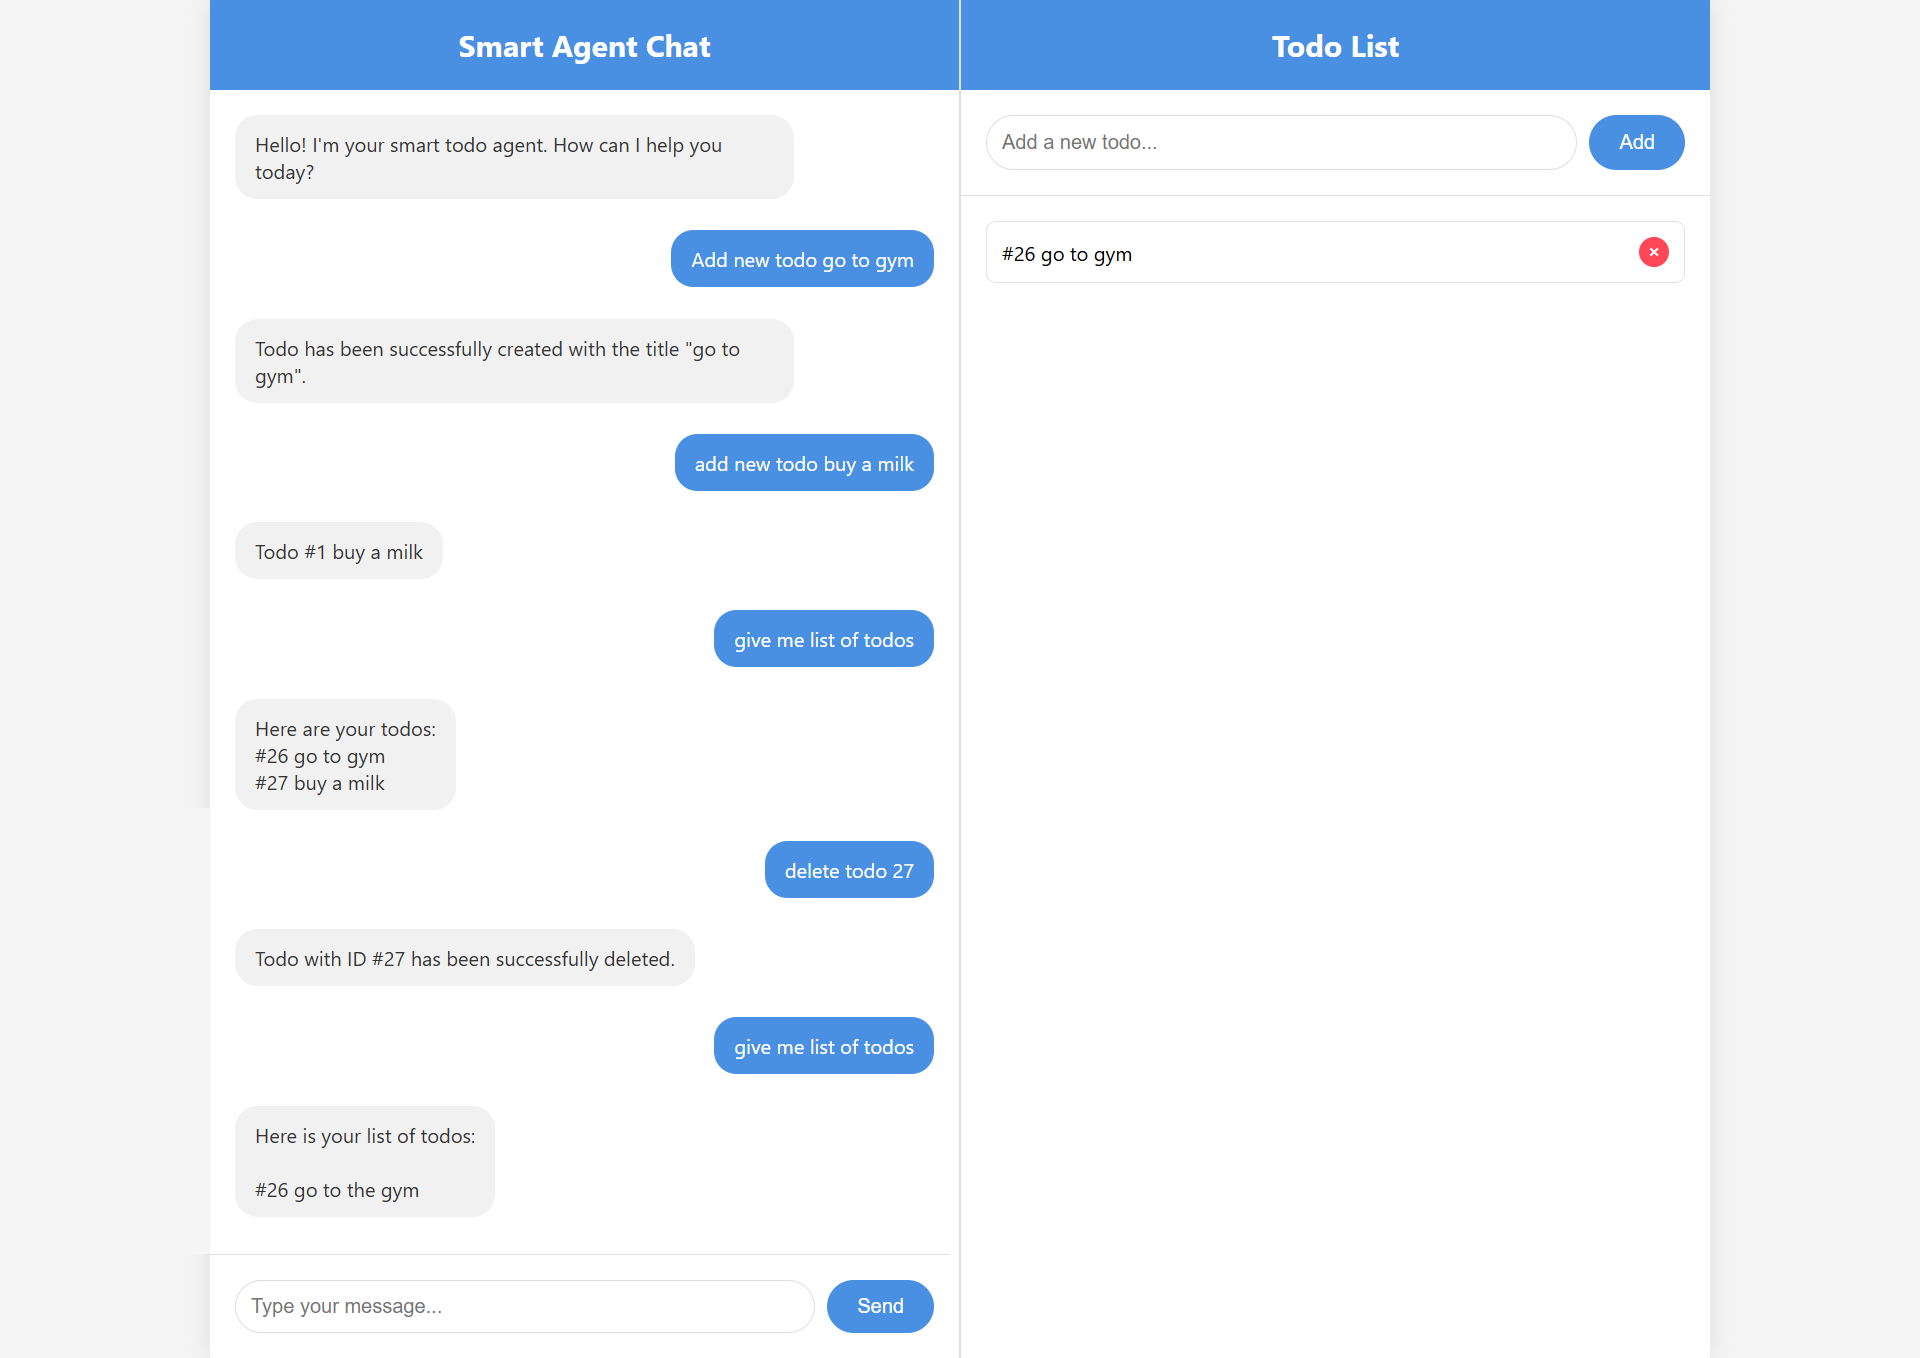 Smart Agent Chat
Hello! I'm your smart todo agent. How can I help you
today?
Add new todo go to gym
Todo has been successfully created with the title "go to
gym".
add new todo buy a milk
Todo #1 buy a milk
give me list of todos
Here are your todos:
#26 go to gym
#27 buy a milk
delete todo 27
Todo with ID #27 has been successfully deleted.
give me list of todos
Here is your list of todos:
#26 go to the gym
Type your message...
Send
Todo List
Add a new todo...
Add
#26 go to gym
×